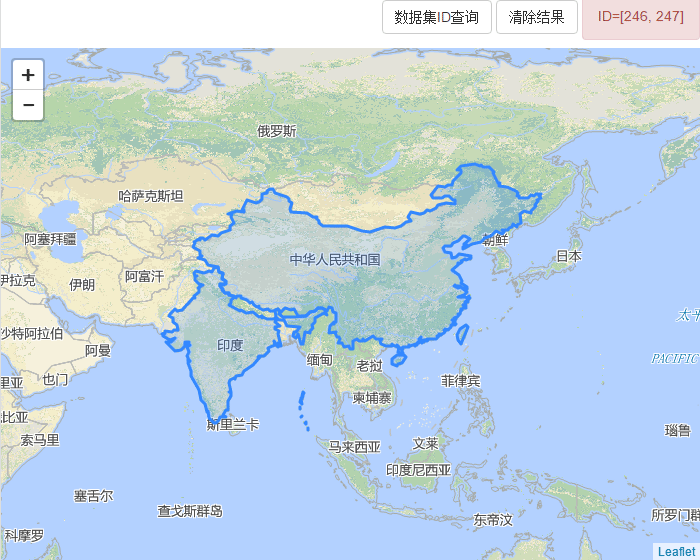 数据集ID查询
清除结果
ID=[246, 247]
+
−
俄罗斯
哈萨克斯坦
阿塞拜疆
朝鲜
日本
中华人民共和国
伊拉克
伊朗
阿富汗
太平
沙特阿拉伯
阿曼
印度
缅甸
老挝
PACIFIC
里亚
也门
菲律宾
柬埔寨
比亚
索马里
斯里兰卡
瑙鲁
马来西亚
文莱
印度尼西亚
塞舌尔
查戈斯群岛
东帝汶
所罗门群
科摩罗
Leaflet